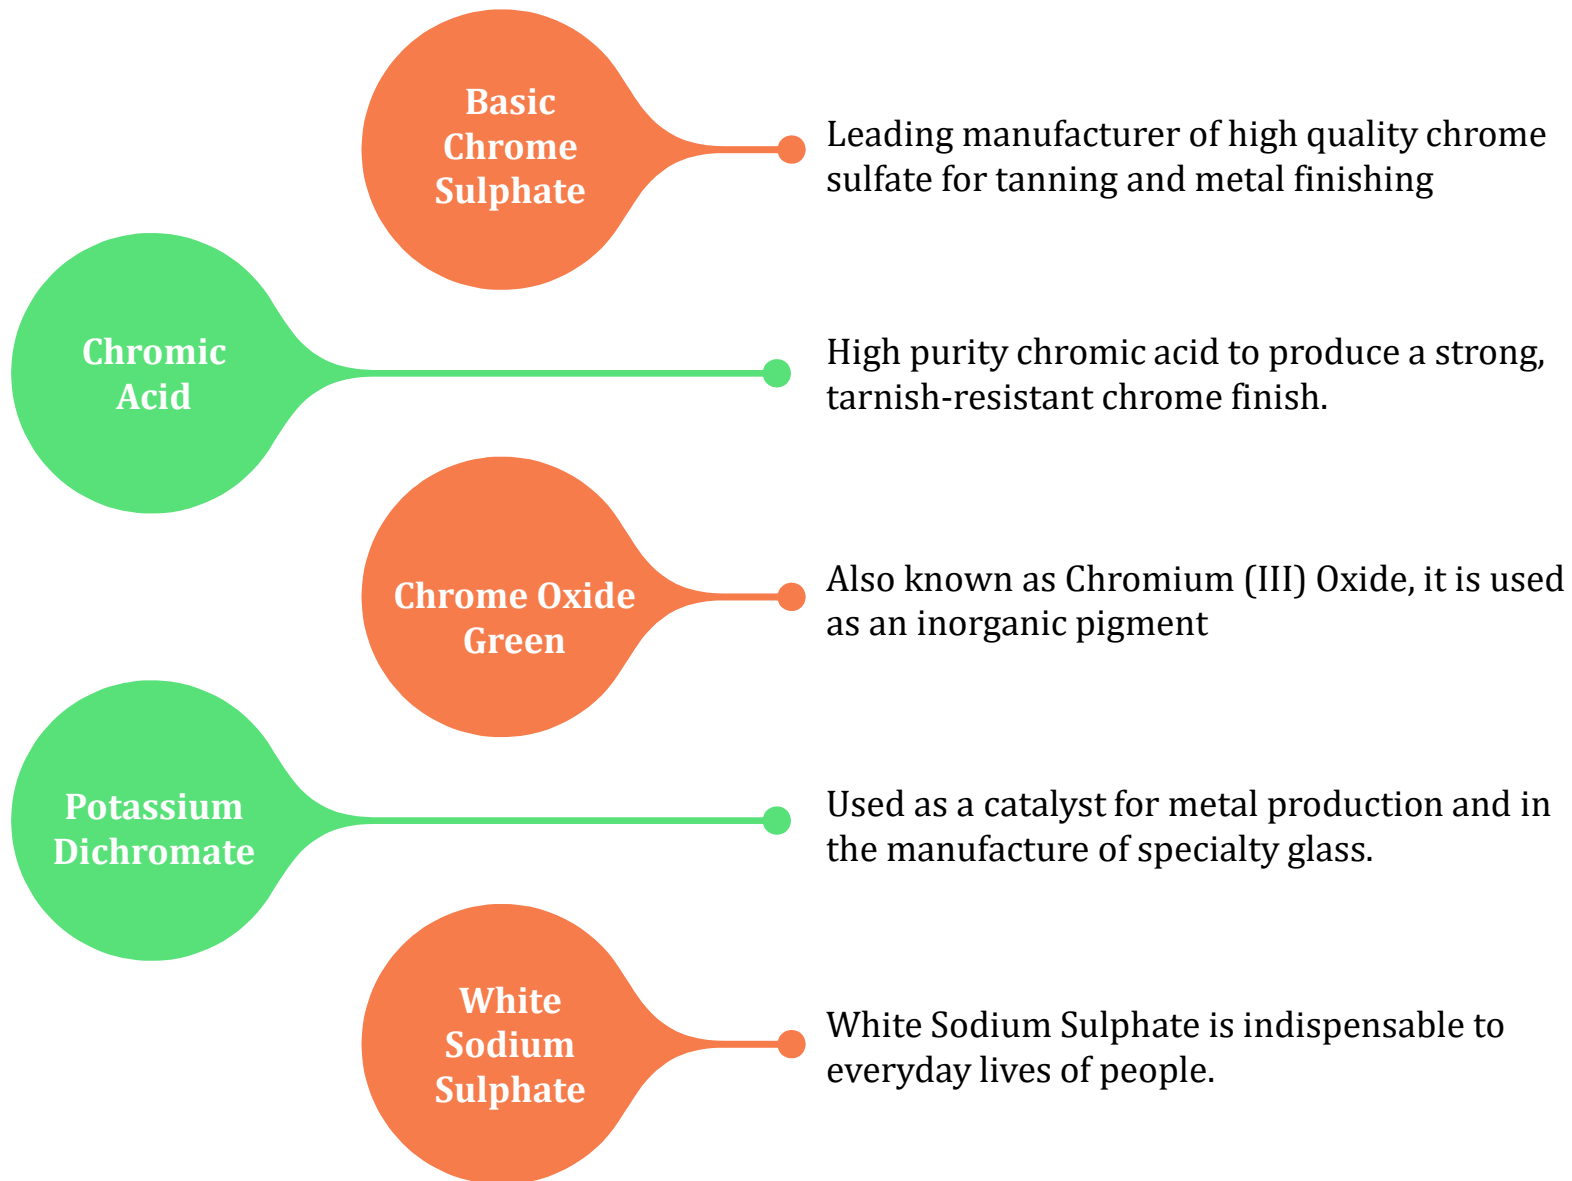 Basic
Chrome
Sulphate
Leading manufacturer of high quality chrome
sulfate for tanning and metal finishing
Chromic
Acid
High purity chromic acid to produce a strong,
tarnish-resistant chrome finish.
Chrome Oxide
Green
Also known as Chromium (III) Oxide, it is used
as an inorganic pigment
Potassium
Dichromate
Used as a catalyst for metal production and in
the manufacture of specialty glass.
White
Sodium
Sulphate
White Sodium Sulphate is indispensable to
everyday lives of people.